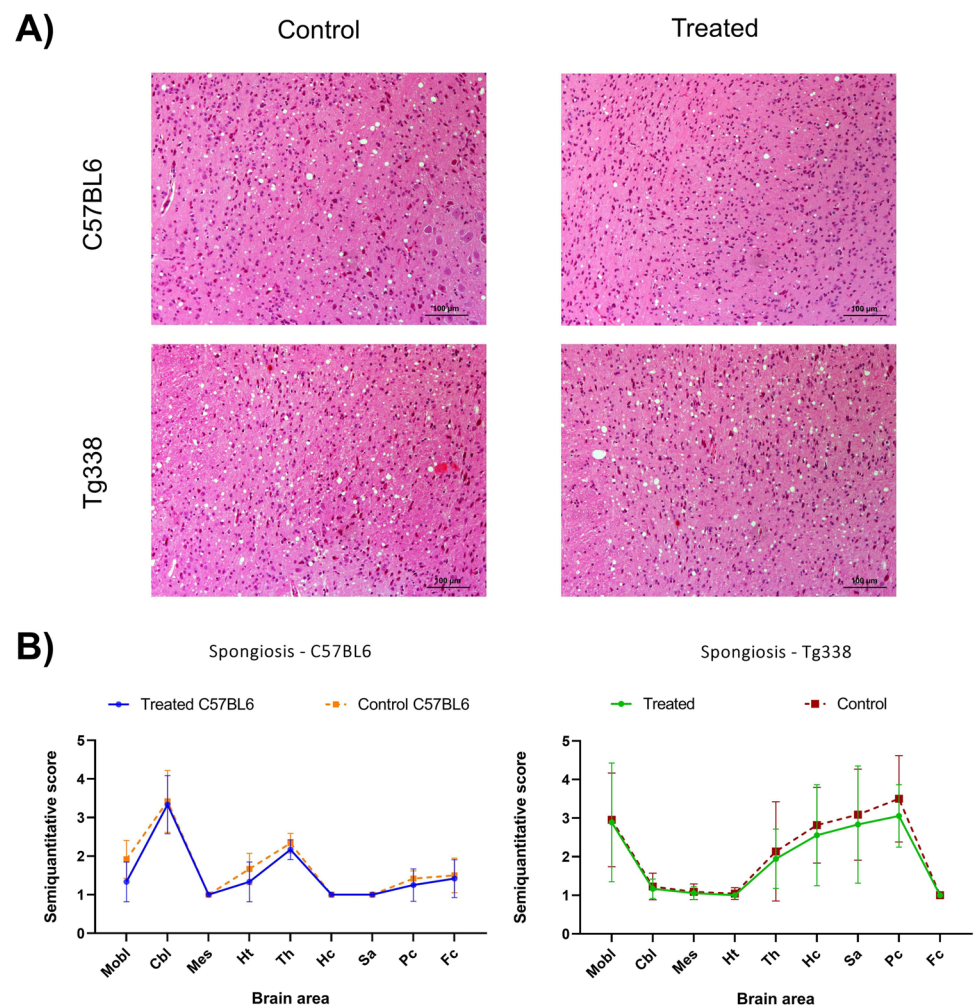 A)
Control
Treated
C57BL6
100 µm
100 µm
Tg338
100 µm
100 µm
B)
Spongiosis - C57BL6
Treated C57BL6
Control C57BL6
Semiquantitative score
5
4
3
2
1
0
Mobl
Cbl
Mes
Ht
Th
Hc
Sa
Pc
Fc
Brain area
Spongiosis - Tg338
Treated
Control
Semiquantitative score
5
4
3
2
1
0
Mobl
Cbl
Mes
Ht
Th
Hc
Sa
Pc
Fc
Brain area